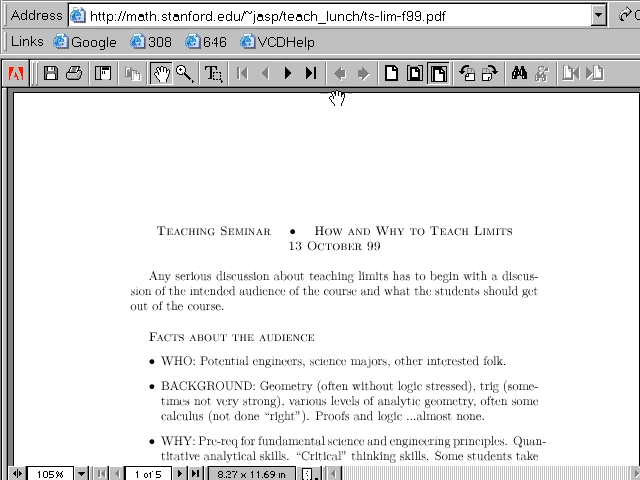 Address http://math.stanford.edu/~jasp/teach_lunch/ts-lim-f99.pdf
Links Google 308 646 VCDHelp
Teaching Seminar • How and Why to Teach Limits
13 October 99
Any serious discussion about teaching limits has to begin with a discus-
sion of the intended audience of the course and what the students should get
out of the course.
Facts about the audience
• WHO: Potential engineers, science majors, other interested folk.
• BACKGROUND: Geometry (often without logic stressed), trig (some-
times not very strong), various levels of analytic geometry, often some
calculus (not done “right”). Proofs and logic ...almost none.
• WHY: Pre-req for fundamental science and engineering principles. Quan-
titative analytical skills. “Critical” thinking skills. Some students take
105% 1 of 5 8.27 x 11.69 in